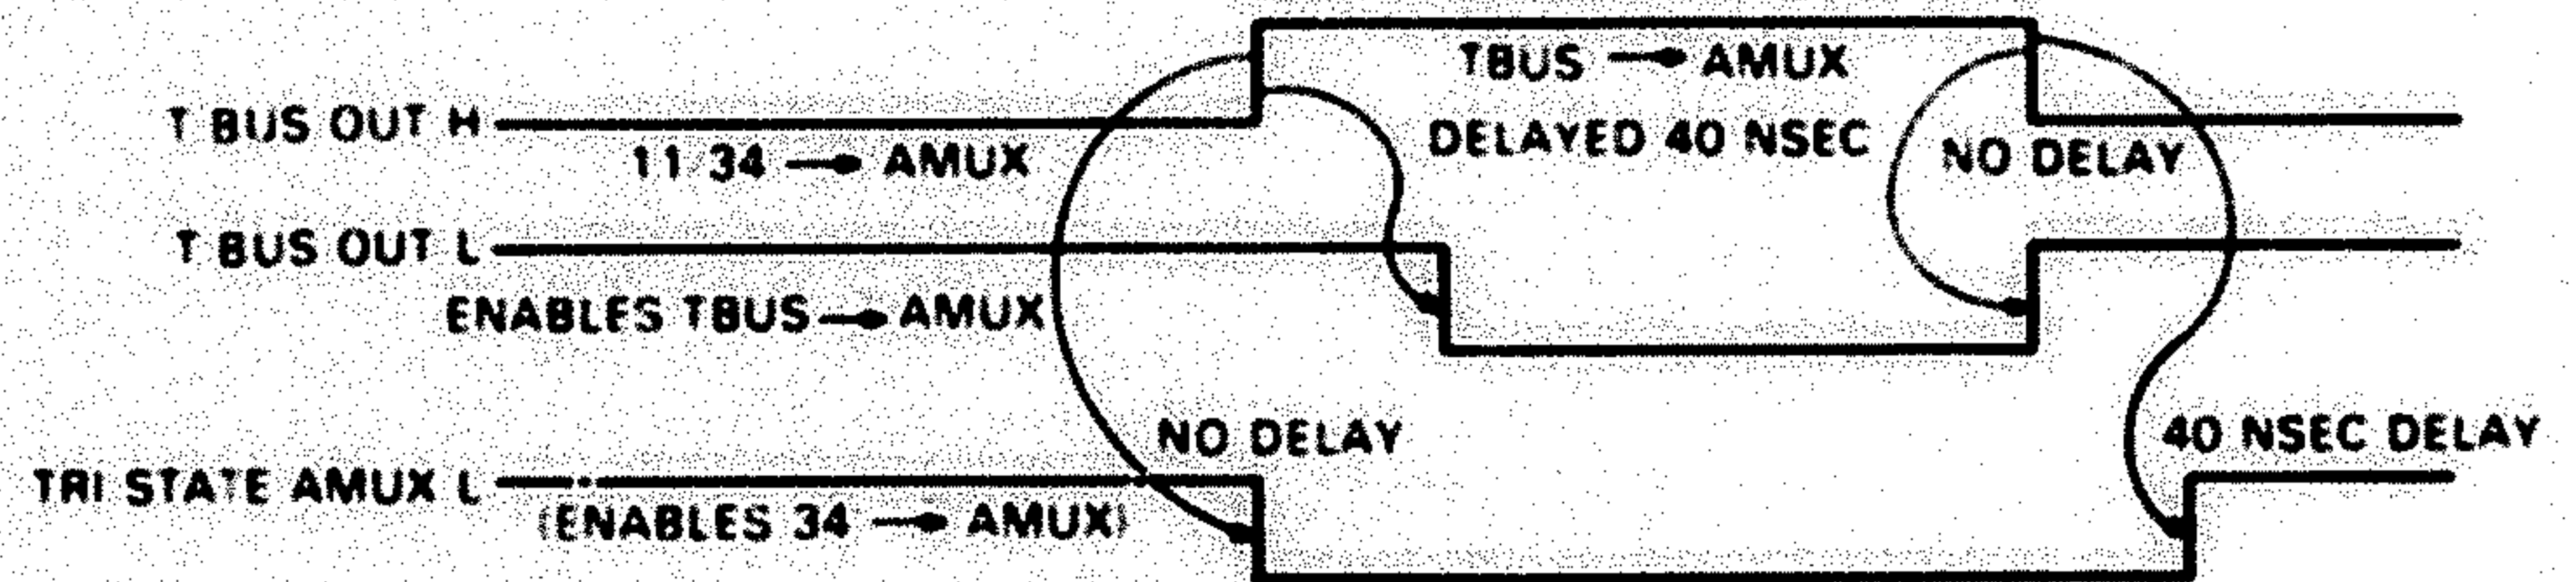 TBUS → AMUX
T BUS OUT H
DELAYED 40 NSEC
NO DELAY
11/34 → AMUX
T BUS OUT L
ENABLES TBUS → AMUX
NO DELAY
40 NSEC DELAY
TRI STATE AMUX L
(ENABLES 34 → AMUX)